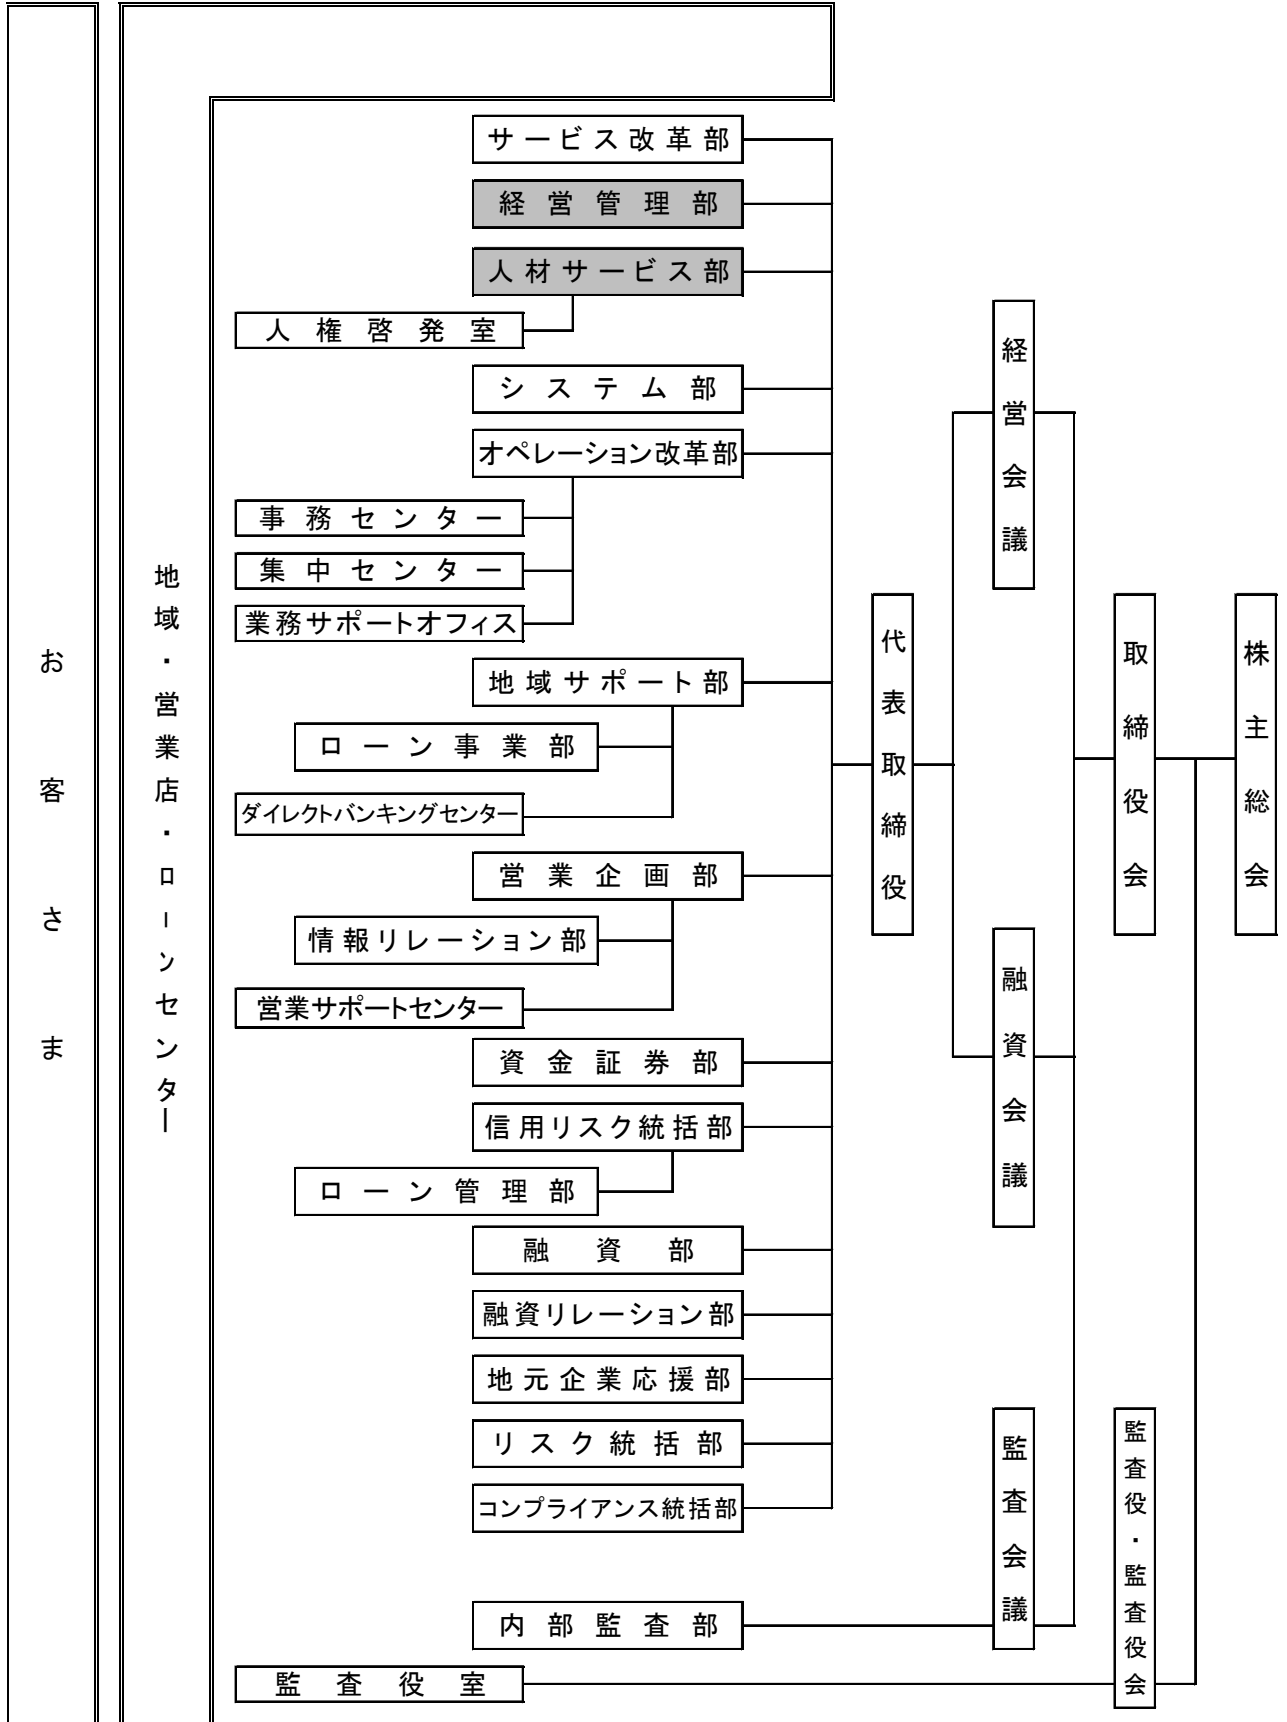 お客さま
地域・営業店・ローンセンター
サービス改革部
経営管理部
人材サービス部
人権啓発室
システム部
オペレーション改革部
事務センター
集中センター
業務サポートオフィス
地域サポート部
ローン事業部
ダイレクトバンキングセンター
営業企画部
情報リレーション部
営業サポートセンター
資金証券部
信用リスク統括部
ローン管理部
融資部
融資リレーション部
地元企業応援部
リスク統括部
コンプライアンス統括部
内部監査部
監査役室
代表取締役
経営会議
融資会議
監査会議
取締役会
監査役・監査役会
株主総会